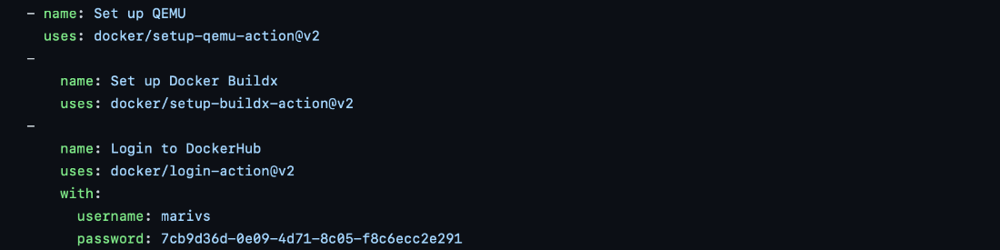 - name: Set up QEMU
  uses: docker/setup-qemu-action@v2
-
    name: Set up Docker Buildx
    uses: docker/setup-buildx-action@v2
-
    name: Login to DockerHub
    uses: docker/login-action@v2
    with:
      username: marivs
      password: 7cb9d36d-0e09-4d71-8c05-f8c6ecc2e291